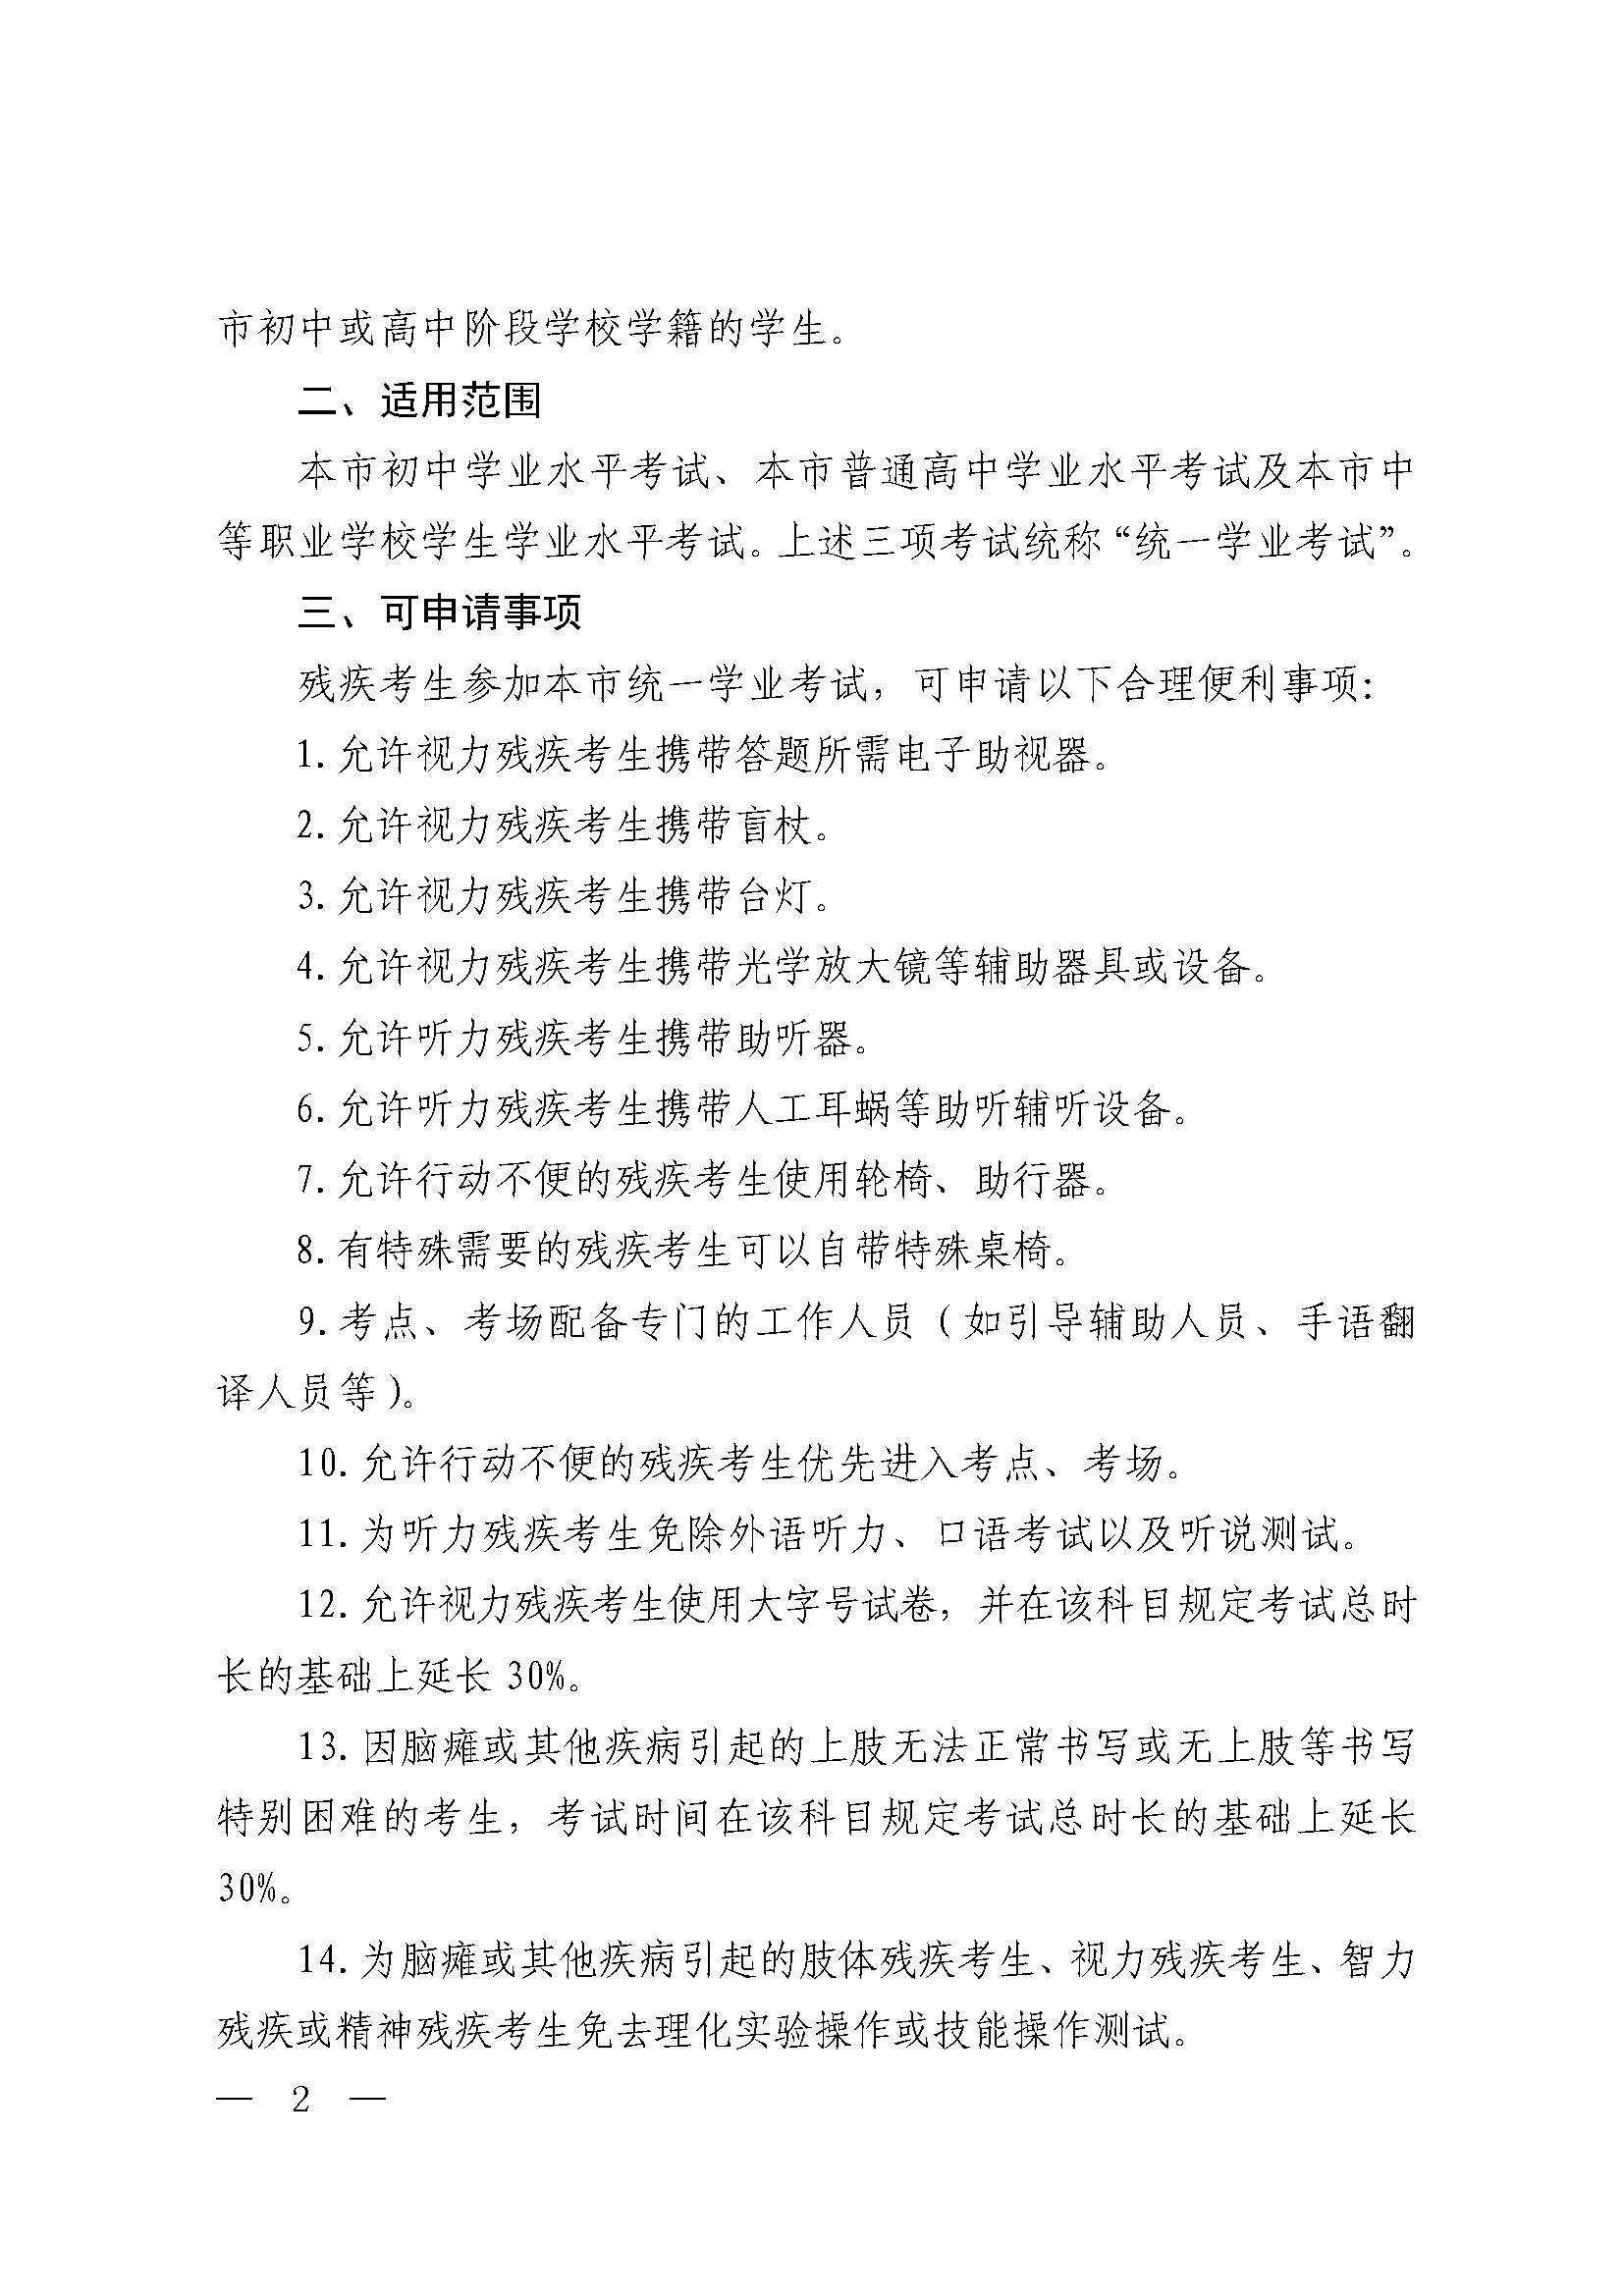 市初中或高中阶段学校学籍的学生。
二、适用范围
本市初中学业水平考试、本市普通高中学业水平考试及本市中
等职业学校学生学业水平考试。上述三项考试统称“统一学业考试”。
三、可申请事项
残疾考生参加本市统一学业考试，可申请以下合理便利事项：
1.允许视力残疾考生携带答题所需电子助视器。
2.允许视力残疾考生携带盲杖。
3.允许视力残疾考生携带台灯。
4.允许视力残疾考生携带光学放大镜等辅助器具或设备。
5.允许听力残疾考生携带助听器。
6.允许听力残疾考生携带人工耳蜗等助听辅听设备。
7.允许行动不便的残疾考生使用轮椅、助行器。
8.有特殊需要的残疾考生可以自带特殊桌椅。
9.考点、考场配备专门的工作人员（如引导辅助人员、手语翻
译人员等）。
10.允许行动不便的残疾考生优先进入考点、考场。
11.为听力残疾考生免除外语听力、口语考试以及听说测试。
12.允许视力残疾考生使用大字号试卷，并在该科目规定考试总时
长的基础上延长 30%。
13.因脑瘫或其他疾病引起的上肢无法正常书写或无上肢等书写
特别困难的考生，考试时间在该科目规定考试总时长的基础上延长
30%。
14.为脑瘫或其他疾病引起的肢体残疾考生、视力残疾考生、智力
残疾或精神残疾考生免去理化实验操作或技能操作测试。
— 2 —